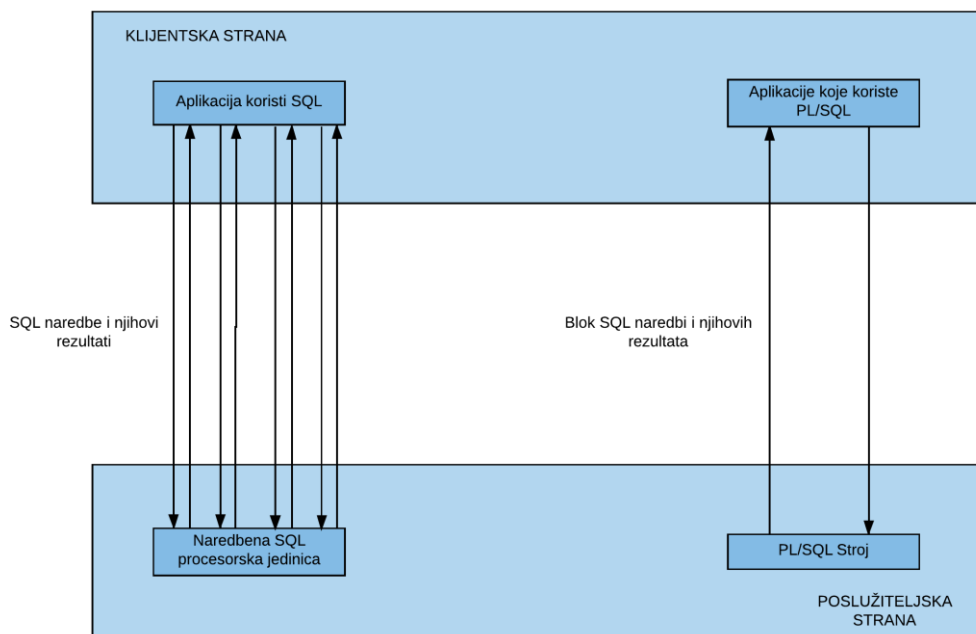 KLIJENTSKA STRANA
Aplikacija koristi SQL
Aplikacije koje koriste
PL/SQL
SQL naredbe i njihovi
rezultati
Blok SQL naredbi i njihovih
rezultata
Naredbena SQL
procesorska jedinica
PL/SQL Stroj
POSLUŽITELJSKA
STRANA